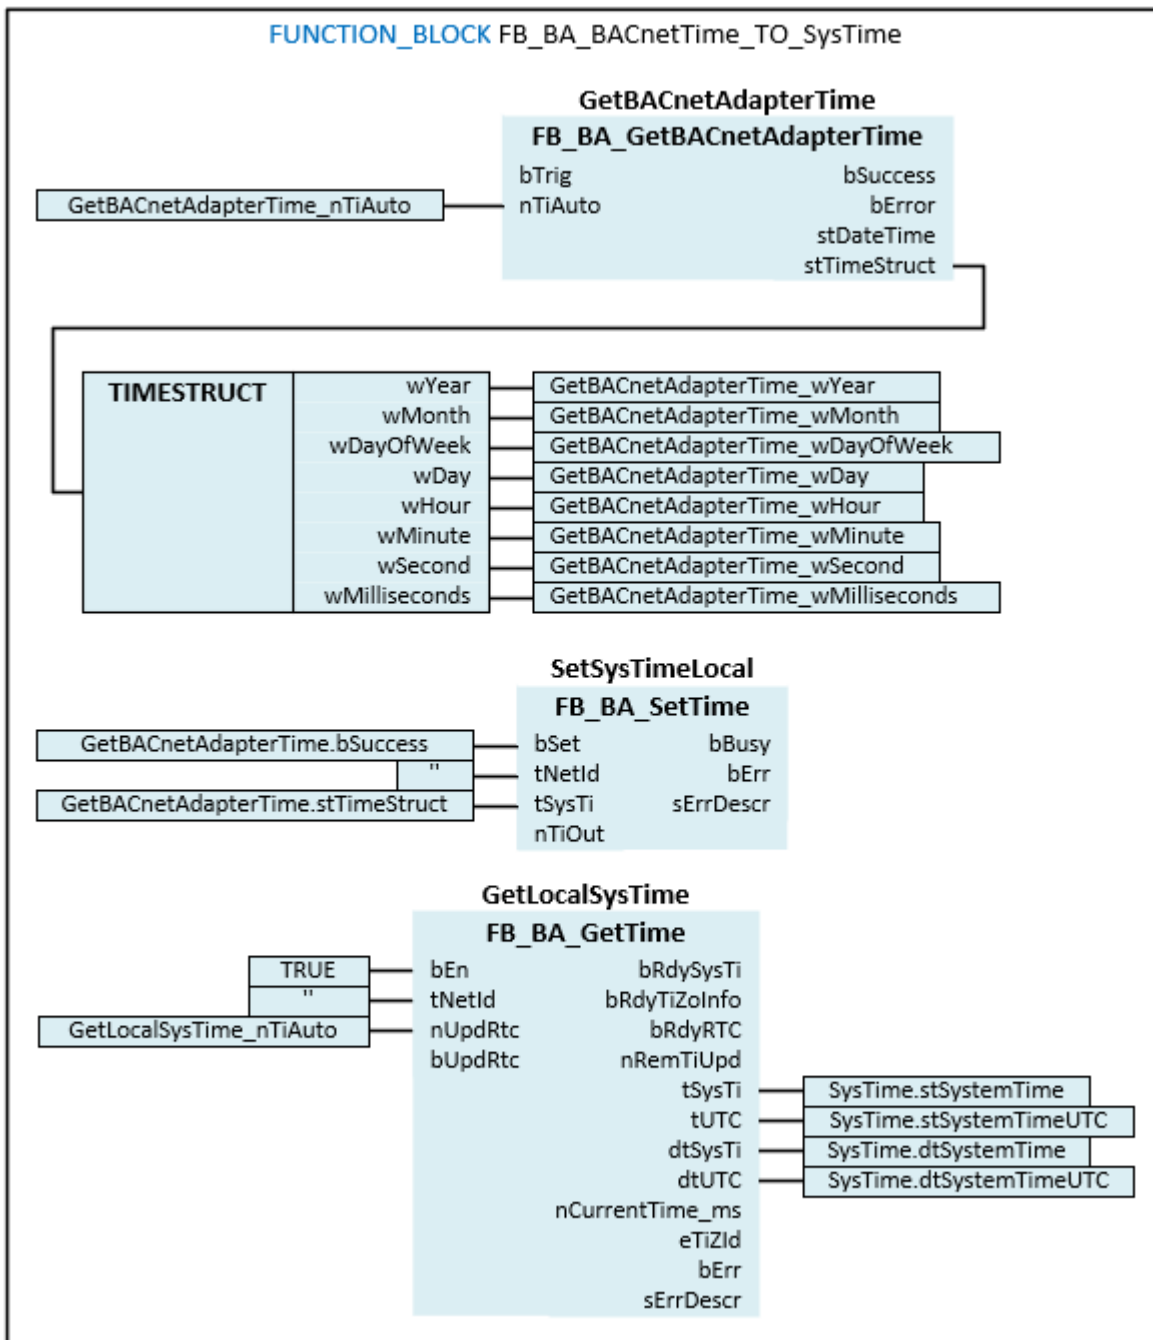 FUNCTION_BLOCK FB_BA_BACnetTime_TO_SysTime
GetBACnetAdapterTime
FB_BA_GetBACnetAdapterTime
bTrig bSuccess
GetBACnetAdapterTime_nTiAuto nTiAuto bError
stDateTime
stTimeStruct
TIMESTRUCT wYear GetBACnetAdapterTime_wYear
wMonth GetBACnetAdapterTime_wMonth
wDayOfWeek GetBACnetAdapterTime_wDayOfWeek
wDay GetBACnetAdapterTime_wDay
wHour GetBACnetAdapterTime_wHour
wMinute GetBACnetAdapterTime_wMinute
wSecond GetBACnetAdapterTime_wSecond
wMilliseconds GetBACnetAdapterTime_wMilliseconds
SetSysTimeLocal
FB_BA_SetTime
GetBACnetAdapterTime.bSuccess bSet bBusy
'' tNetId bErr
GetBACnetAdapterTime.stTimeStruct tSysTi sErrDescr
nTiOut
GetLocalSysTime
FB_BA_GetTime
TRUE bEn bRdySysTi
'' tNetId bRdyTiZoInfo
GetLocalSysTime_nTiAuto nUpdRtc bRdyRTC
bUpdRtc nRemTiUpd
tSysTi SysTime.stSystemTime
tUTC SysTime.stSystemTimeUTC
dtSysTi SysTime.dtSystemTime
dtUTC SysTime.dtSystemTimeUTC
nCurrentTime_ms
eTiZId
bErr
sErrDescr